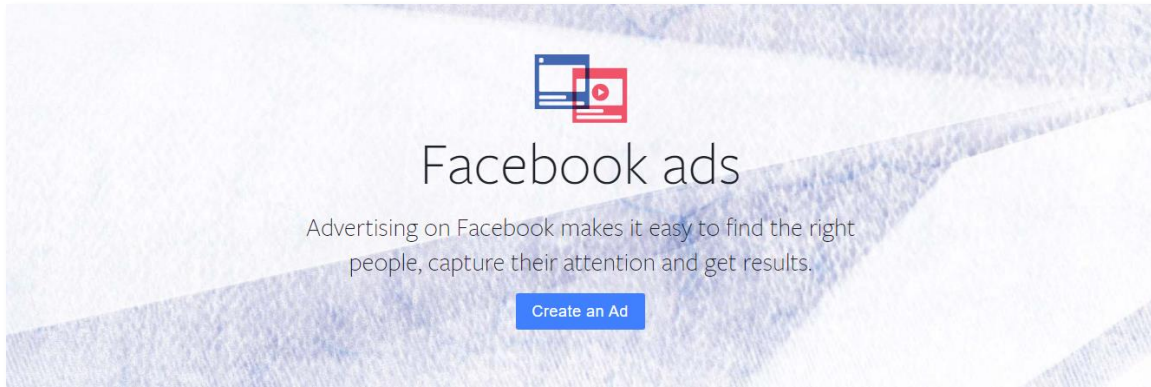 Facebook ads
Advertising on Facebook makes it easy to find the right
people, capture their attention and get results.
Create an Ad